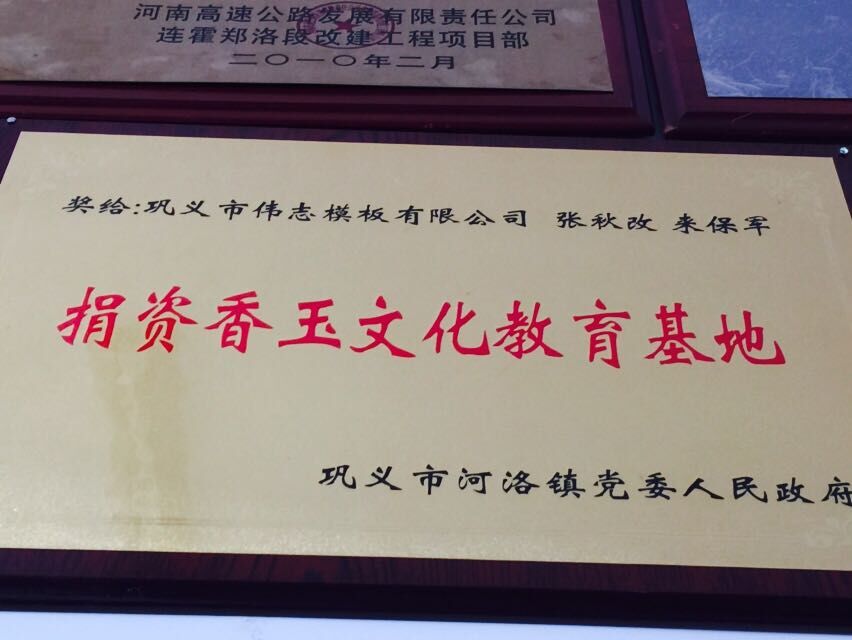 河南高速公路发展有限责任公司
连霍郑洛段改建工程项目部
二〇一〇年二月
奖给:巩义市伟志模板有限公司 张秋改 来保军
捐资香玉文化教育基地
巩义市河洛镇党委人民政府